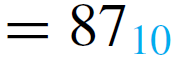 = 87₁₀